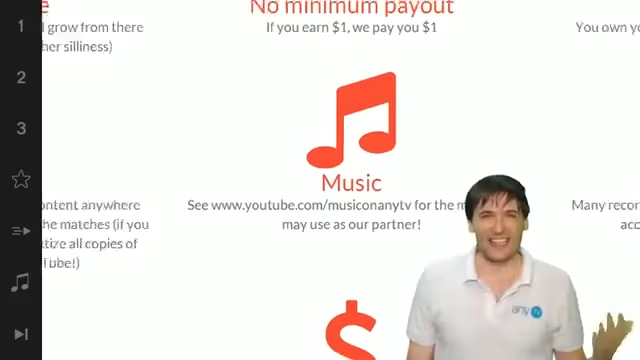 1
2
3
e
No minimum payout
grow from there
her silliness)
If you earn $1, we pay you $1
You own yo
Music
ontent anywhere
the matches (if you
tize all copies of
Tube!)
See www.youtube.com/musiconanytv for the m
may use as our partner!
Many recor
acc
$
any tv